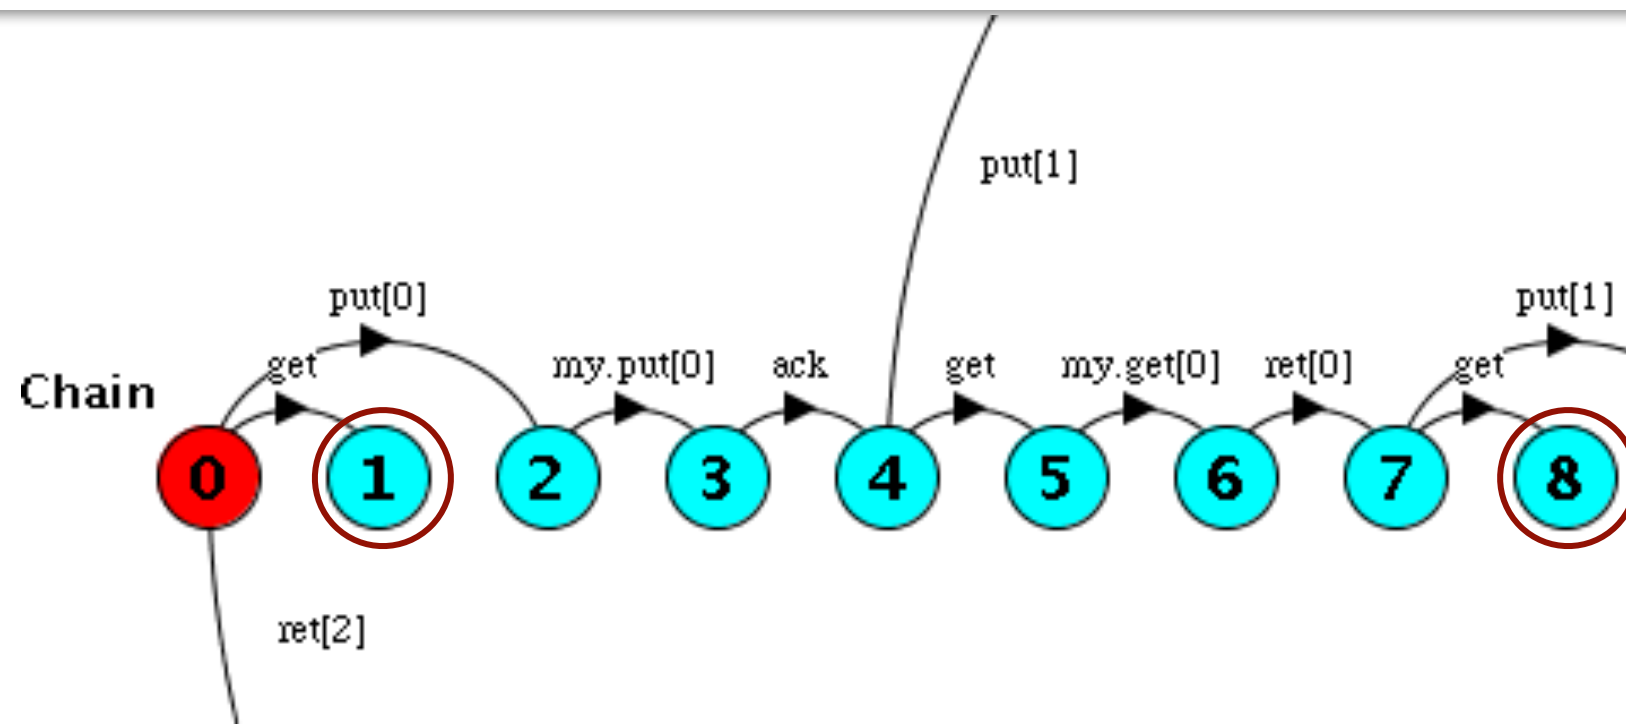 put[1]
put[0]
put[1]
get
my.put[0]
ack
get
my.get[0]
ret[0]
get
Chain
0
1
2
3
4
5
6
7
8
ret[2]